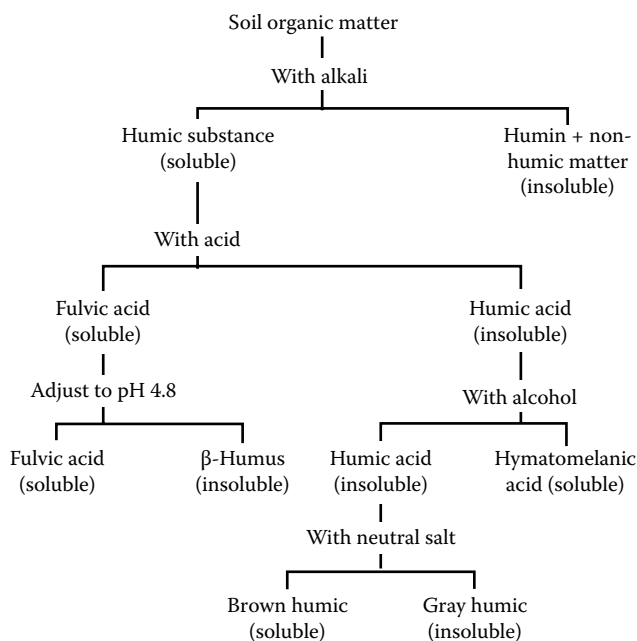 Soil organic matter
With alkali
Humic substance
(soluble)
Humin + non-
humic matter
(insoluble)
With acid
Fulvic acid
(soluble)
Humic acid
(insoluble)
Adjust to pH 4.8
With alcohol
Fulvic acid
(soluble)
β-Humus
(insoluble)
Humic acid
(insoluble)
Hymatomelanic
acid (soluble)
With neutral salt
Brown humic
(soluble)
Gray humic
(insoluble)